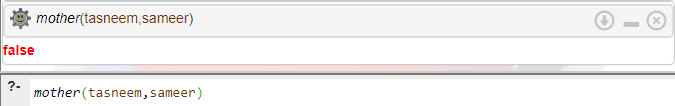 mother(tasneem,sameer)
false
?- mother(tasneem,sameer)